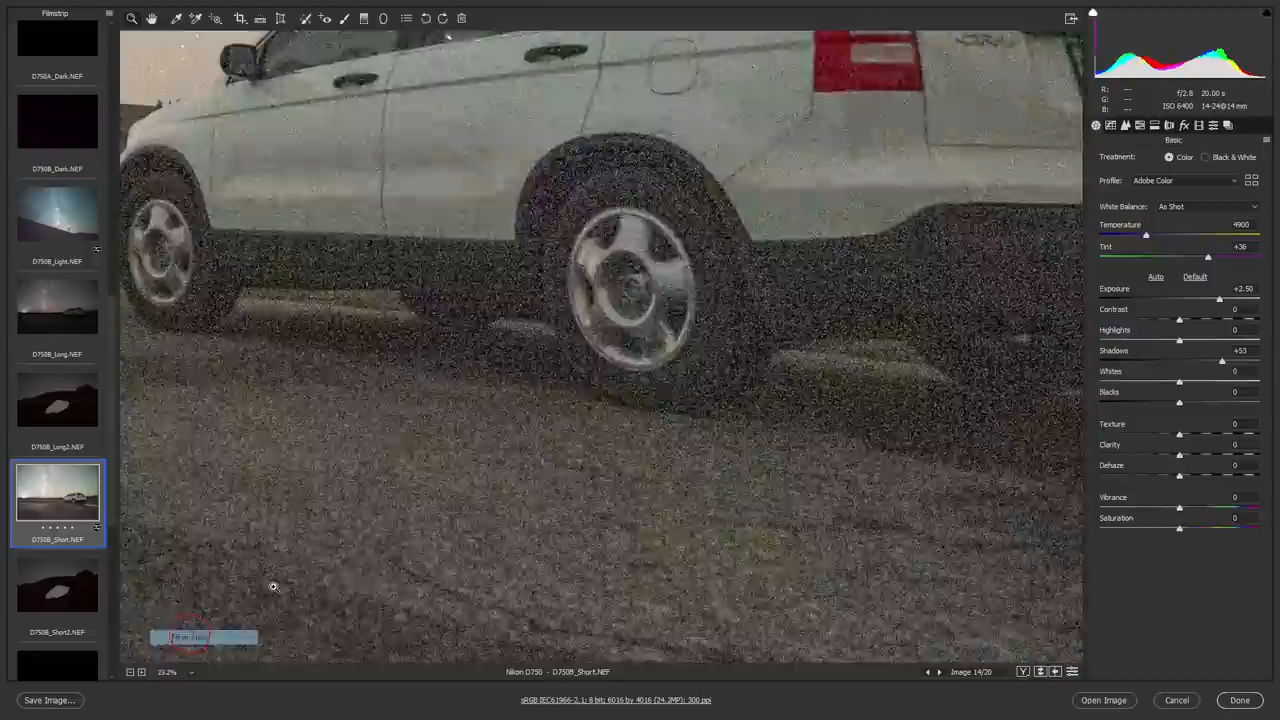 Filmstrip
D750A_Dark.NEF
D750B_Dark.NEF
D750B_Light.NEF
D750B_Long.NEF
D750B_Long2.NEF
D750B_Short.NEF
D750B_Short2.NEF
23.2%
Nikon D750 - D750B_Short.NEF
Image 14/20
Y
Save Image...
sRGB IEC61966-2.1; 8 bit; 6016 by 4016 (24.2MP); 300 ppi
Open Image
Cancel
Done
R: ---
G: ---
B: ---
f/2.8 20.00 s
ISO 6400 14-24@14 mm
fx
Basic
Treatment: Color Black & White
Profile: Adobe Color
White Balance: As Shot
Temperature 4900
Tint +36
Auto Default
Exposure +2.50
Contrast 0
Highlights 0
Shadows +53
Whites 0
Blacks 0
Texture 0
Clarity 0
Dehaze 0
Vibrance 0
Saturation 0